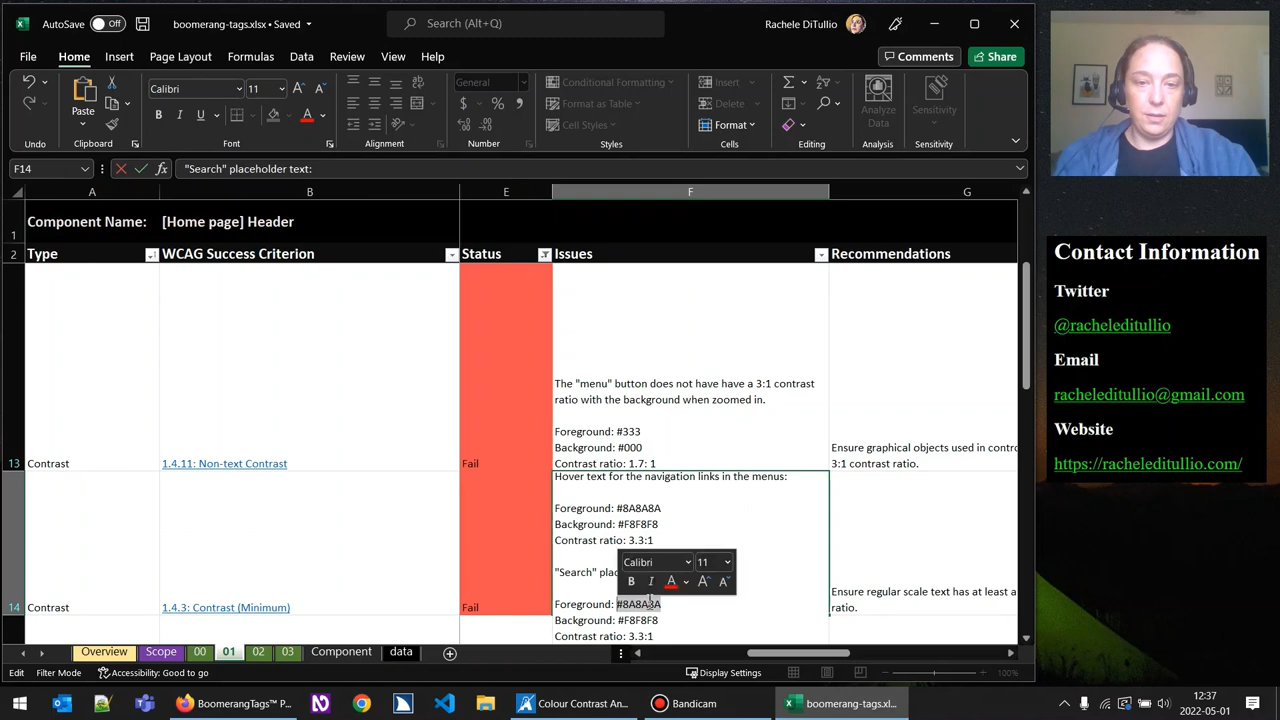 AutoSave Off boomerang-tags.xlsx • Saved Search (Alt+Q) Rachele DiTullio
File Home Insert Page Layout Formulas Data Review View Help Comments Share
Paste Calibri 11 General Conditional Formatting Insert Analyze Data Sensitivity
Format as Table Delete
B I U A $ % Cell Styles Format
Undo Clipboard Font Alignment Number Styles Cells Editing Analysis Sensitivity
F14 fx "Search" placeholder text:
A B E F G
1 Component Name: [Home page] Header
2 Type WCAG Success Criterion Status Issues Recommendations
The "menu" button does not have have a 3:1 contrast
ratio with the background when zoomed in.
Foreground: #333
Background: #000
Contrast ratio: 1.7: 1
13 Contrast 1.4.11: Non-text Contrast Fail
Ensure graphical objects used in contro
3:1 contrast ratio.
Hover text for the navigation links in the menus:
Foreground: #8A8A8A
Background: #F8F8F8
Contrast ratio: 3.3:1
"Search" plac
Calibri 11
B I A
Foreground: #8A8A8A
Background: #F8F8F8
Contrast ratio: 3.3:1
14 Contrast 1.4.3: Contrast (Minimum) Fail
Ensure regular scale text has at least a
ratio.
Overview Scope 00 01 02 03 Component data
Edit Filter Mode Accessibility: Good to go Display Settings 100%
BoomerangTags™ P... Colour Contrast An... Bandicam boomerang-tags.xl...
12:37
2022-05-01
Contact Information
Twitter
@racheleditullio
Email
racheleditullio@gmail.com
Website
https://racheleditullio.com/